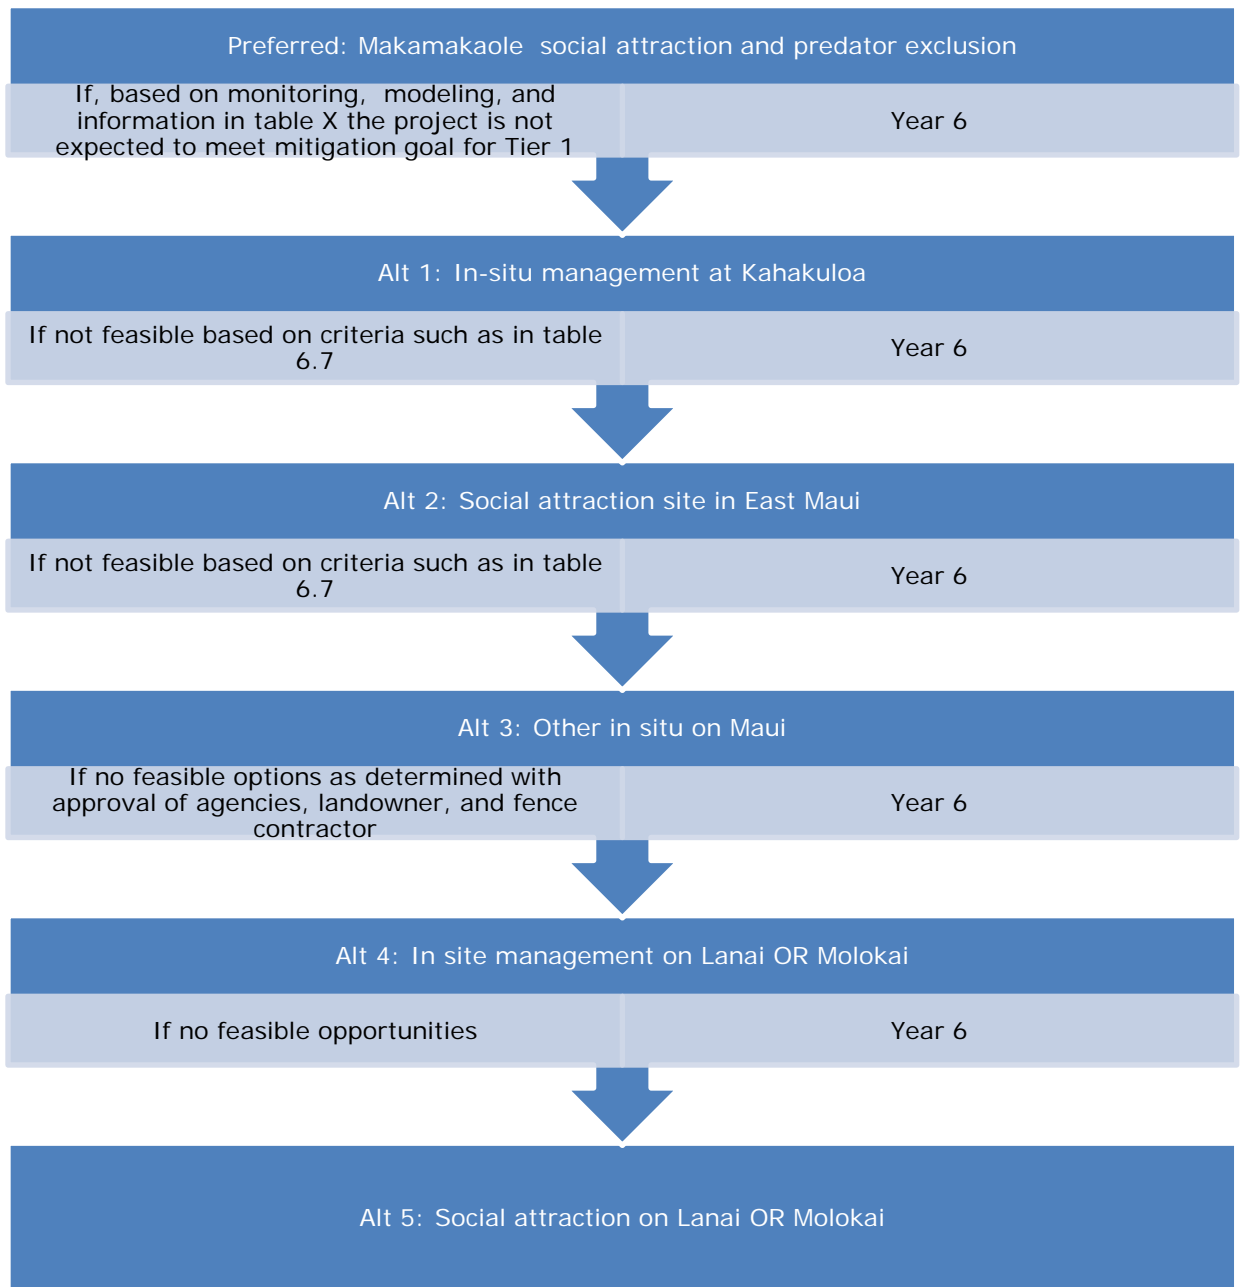 Preferred: Makamakaole  social attraction and predator exclusion
If, based on monitoring,  modeling, and
information in table X the project is not
expected to meet mitigation goal for Tier 1
Year 6
Alt 1: In-situ management at Kahakuloa
If not feasible based on criteria such as in table
6.7
Year 6
Alt 2: Social attraction site in East Maui
If not feasible based on criteria such as in table
6.7
Year 6
Alt 3: Other in situ on Maui
If no feasible options as determined with
approval of agencies, landowner, and fence
contractor
Year 6
Alt 4: In site management on Lanai OR Molokai
If no feasible opportunities
Year 6
Alt 5: Social attraction on Lanai OR Molokai